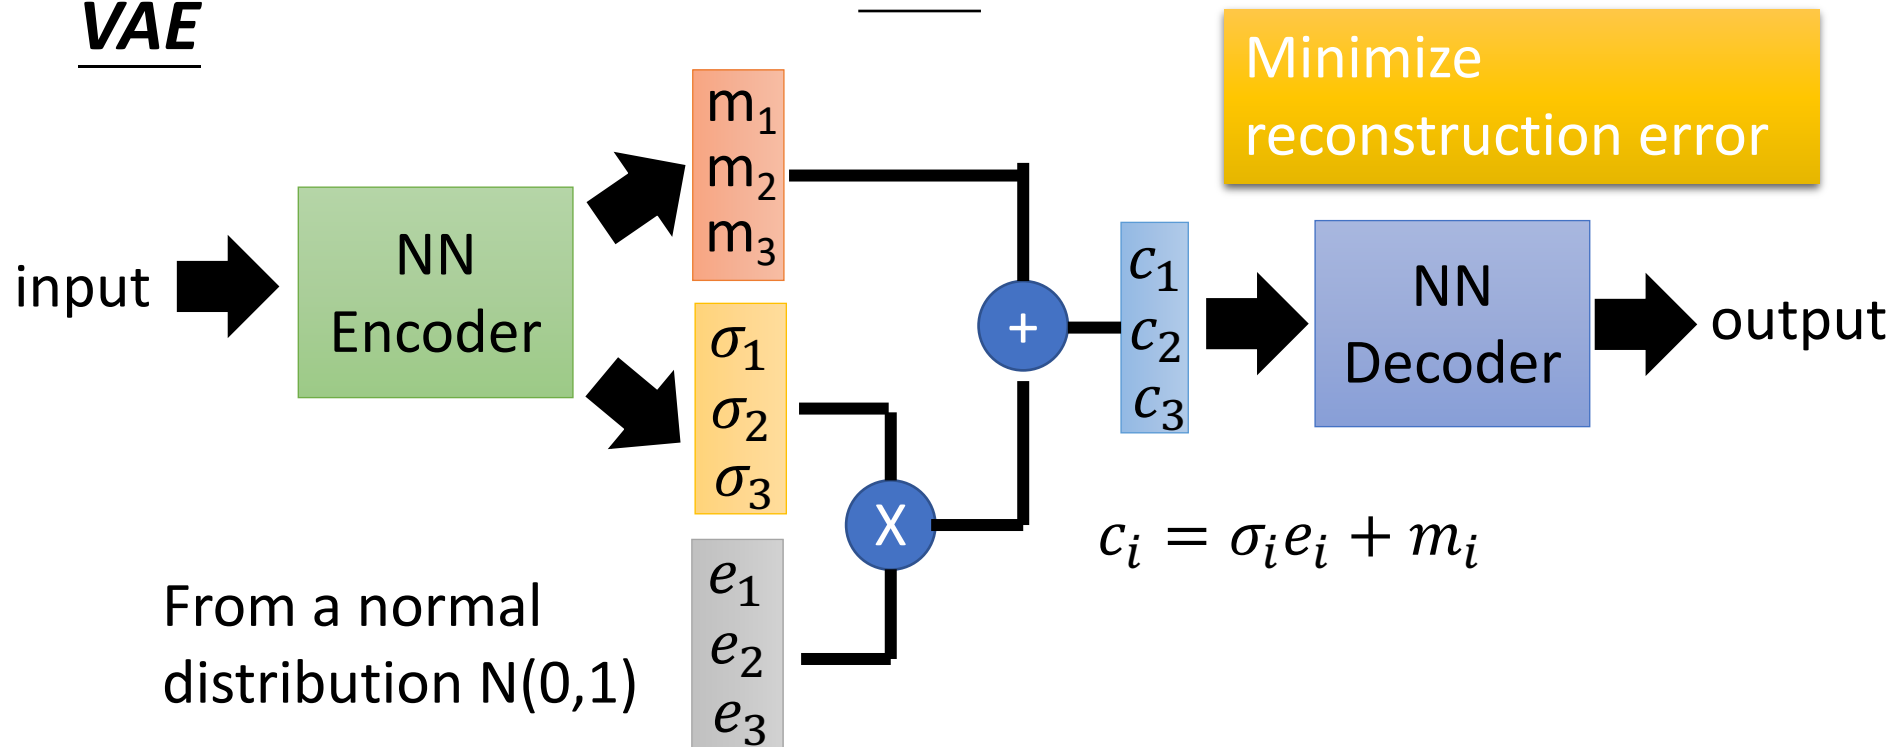 VAE
Minimize
reconstruction error
input
NN
Encoder
m₁
m₂
m₃
σ₁
σ₂
σ₃
e₁
e₂
e₃
From a normal
distribution N(0,1)
X
+
c₁
c₂
c₃
NN
Decoder
output
cᵢ = σᵢeᵢ + mᵢ